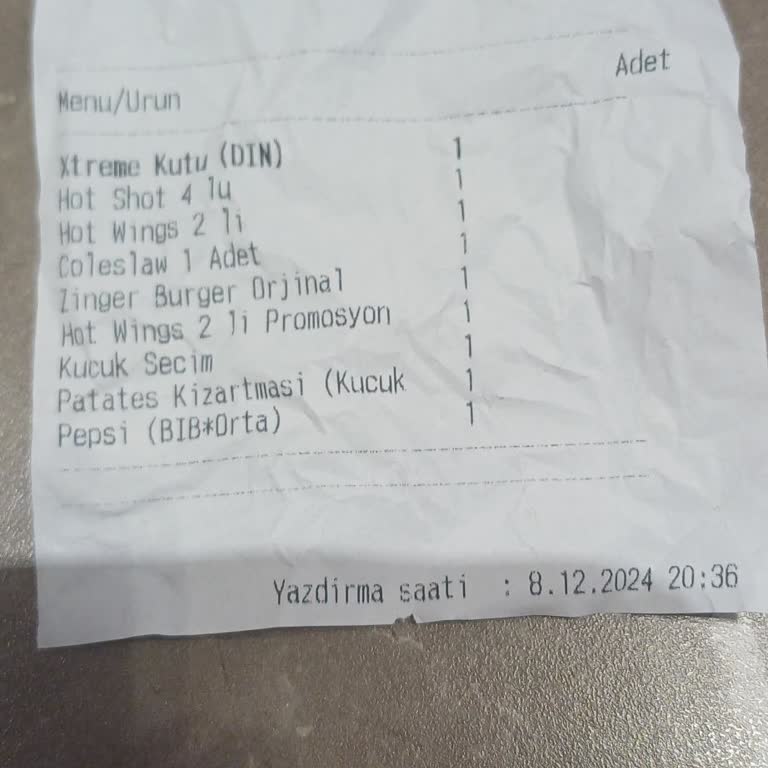 Menu/Urun Adet
Xtreme Kutu (DIN) 1
Hot Shot 4 lu 1
Hot Wings 2 li 1
Coleslaw 1 Adet 1
Zinger Burger Orjinal 1
Hot Wings 2 li Promosyon 1
Kucuk Secim 1
Patates Kizartmasi (Kucuk 1
Pepsi (BIB*Orta) 1
Yazdirma saati : 8.12.2024 20:36